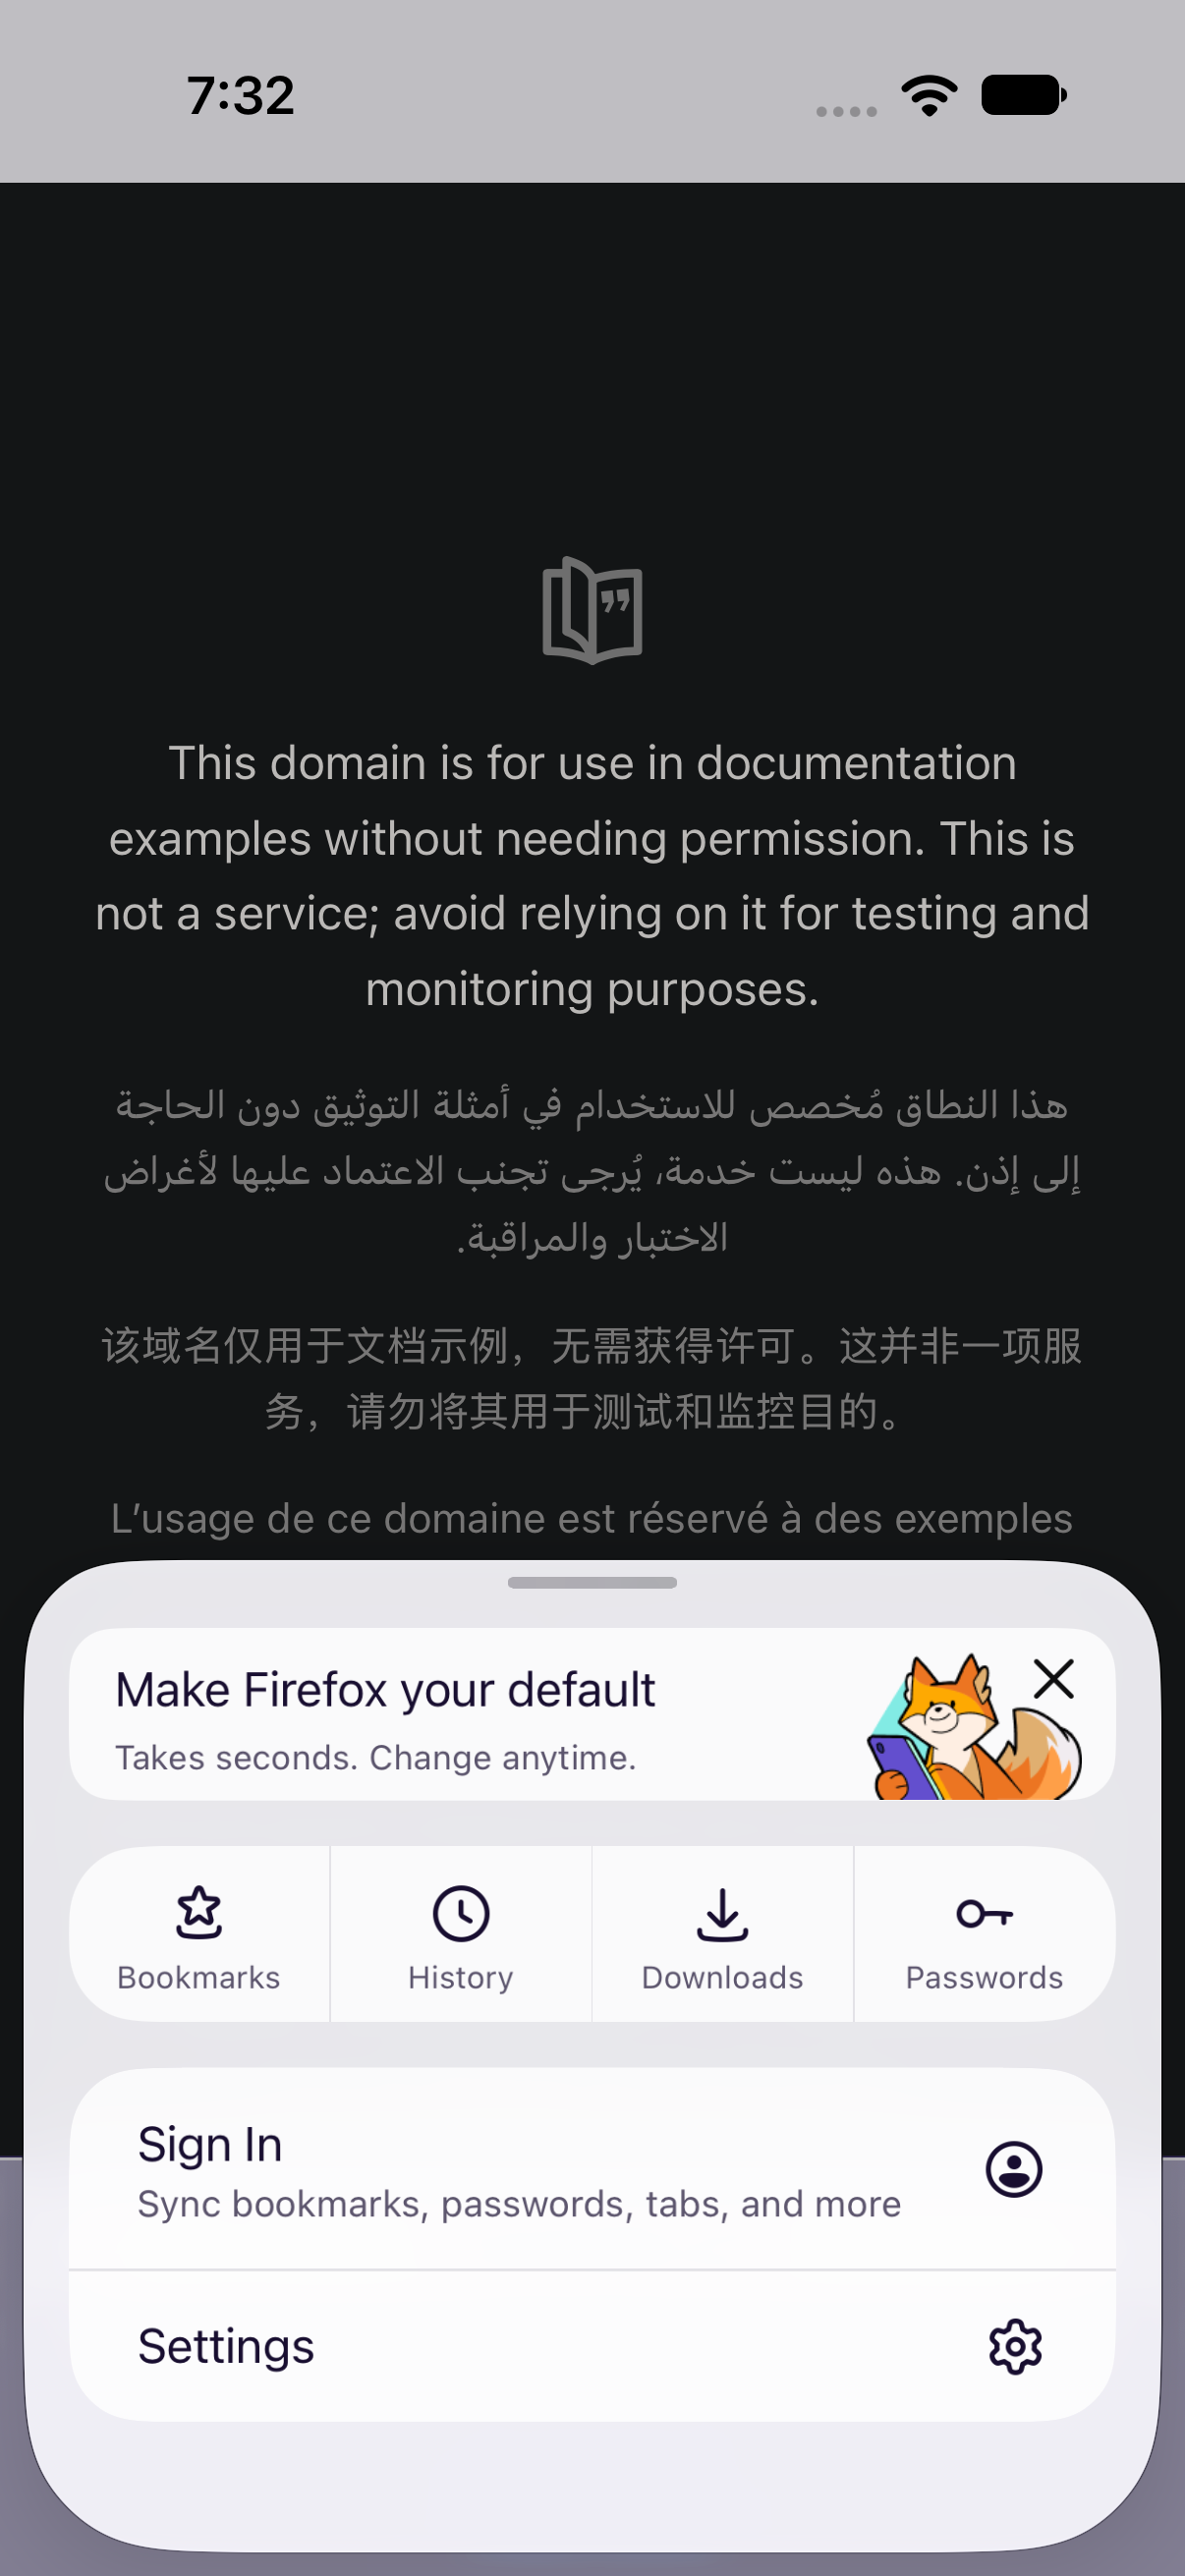 7:32
This domain is for use in documentation
examples without needing permission. This is
not a service; avoid relying on it for testing and
monitoring purposes.
هذا النطاق مُخصص للاستخدام في أمثلة التوثيق دون الحاجة
إلى إذن. هذه ليست خدمة، يُرجى تجنب الاعتماد عليها لأغراض
الاختبار والمراقبة.
该域名仅用于文档示例，无需获得许可。这并非一项服
务，请勿将其用于测试和监控目的。
L’usage de ce domaine est réservé à des exemples
Make Firefox your default
Takes seconds. Change anytime.
Bookmarks
History
Downloads
Passwords
Sign In
Sync bookmarks, passwords, tabs, and more
Settings